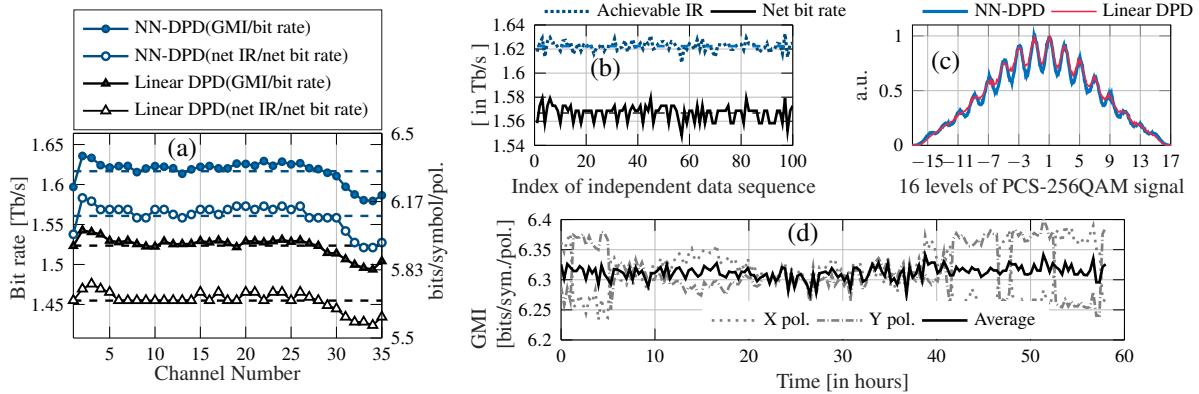 NN-DPD(GMI/bit rate)
NN-DPD(net IR/net bit rate)
Linear DPD(GMI/bit rate)
Linear DPD(net IR/net bit rate)
(a)
Bit rate [Tb/s]
1.65
1.6
1.55
1.5
1.45
6.5
6.17
5.83
5.5
bits/symbol/pol.
5 10 15 20 25 30 35
Channel Number
Achievable IR Net bit rate
(b)
[ in Tb/s ]
1.64
1.62
1.6
1.58
1.56
1.54
0 20 40 60 80 100
Index of independent data sequence
NN-DPD Linear DPD
(c)
a.u.
1
0.5
0
−15 −11 −7 −3 1 5 9 13 17
16 levels of PCS-256QAM signal
(d)
GMI
[bits/sym./pol.]
6.4
6.35
6.3
6.25
6.2
X pol. Y pol. Average
0 10 20 30 40 50 60
Time [in hours]